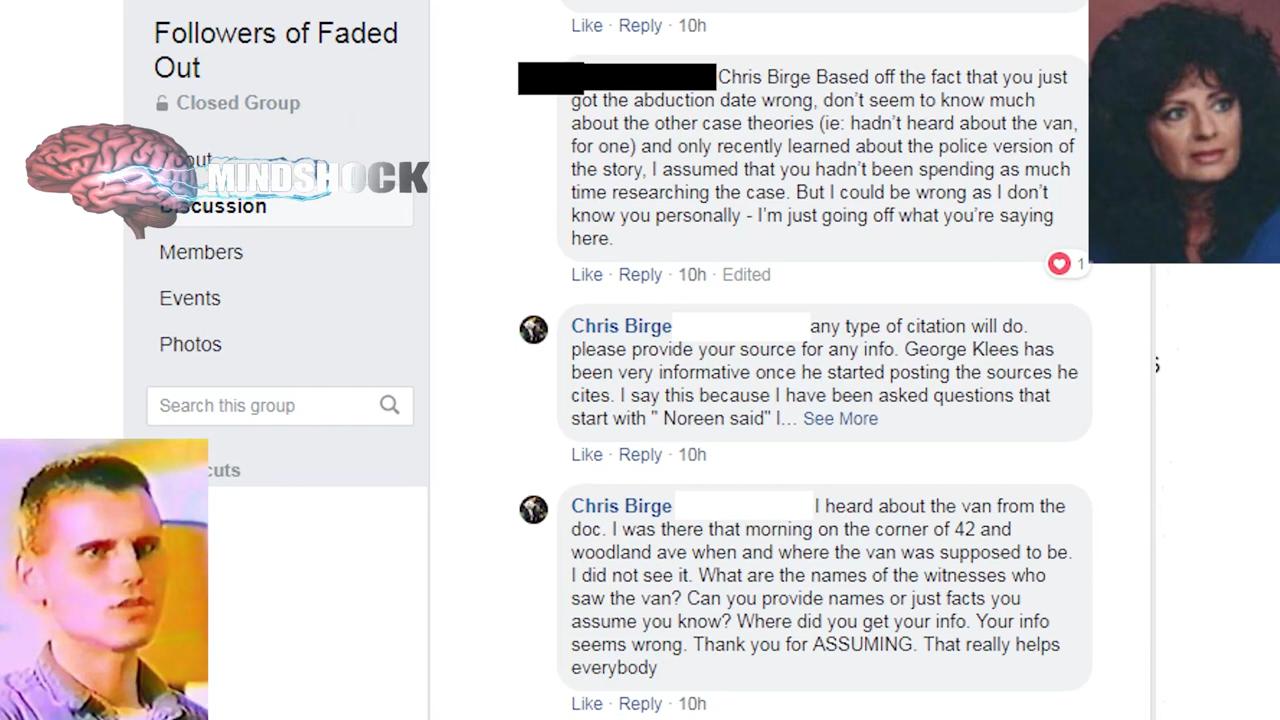 Followers of Faded
Out
Closed Group
out
MINDSHOCK
Discussion
Members
Events
Photos
Search this group
cuts
Like · Reply · 10h
Chris Birge Based off the fact that you just
got the abduction date wrong, don't seem to know much
about the other case theories (ie: hadn't heard about the van,
for one) and only recently learned about the police version of
the story, I assumed that you hadn't been spending as much
time researching the case. But I could be wrong as I don't
know you personally - I'm just going off what you're saying
here.
1
Like · Reply · 10h · Edited
Chris Birge any type of citation will do.
please provide your source for any info. George Klees has
been very informative once he started posting the sources he
cites. I say this because I have been asked questions that
start with " Noreen said" I... See More
Like · Reply · 10h
Chris Birge I heard about the van from the
doc. I was there that morning on the corner of 42 and
woodland ave when and where the van was supposed to be.
I did not see it. What are the names of the witnesses who
saw the van? Can you provide names or just facts you
assume you know? Where did you get your info. Your info
seems wrong. Thank you for ASSUMING. That really helps
everybody
Like · Reply · 10h